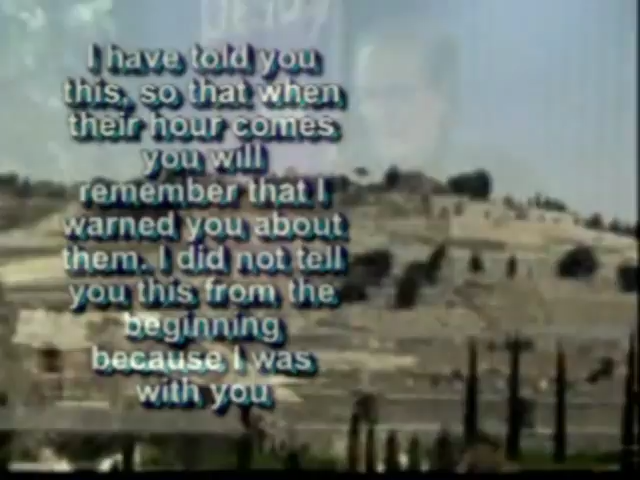 I have told you
this, so that when
their hour comes
you will
remember that I
warned you about
them. I did not tell
you this from the
beginning
because I was
with you